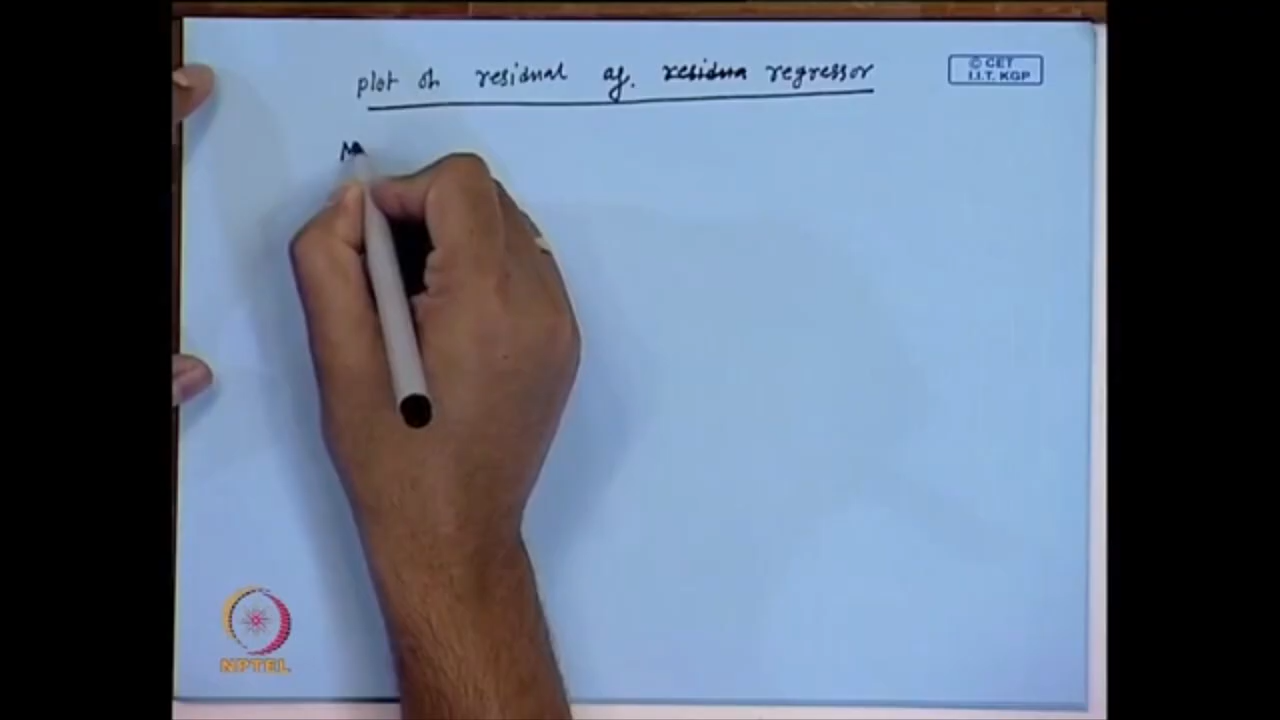 plot of residual ag. residua regressor
© CET
I.I.T. KGP
M
NPTEL